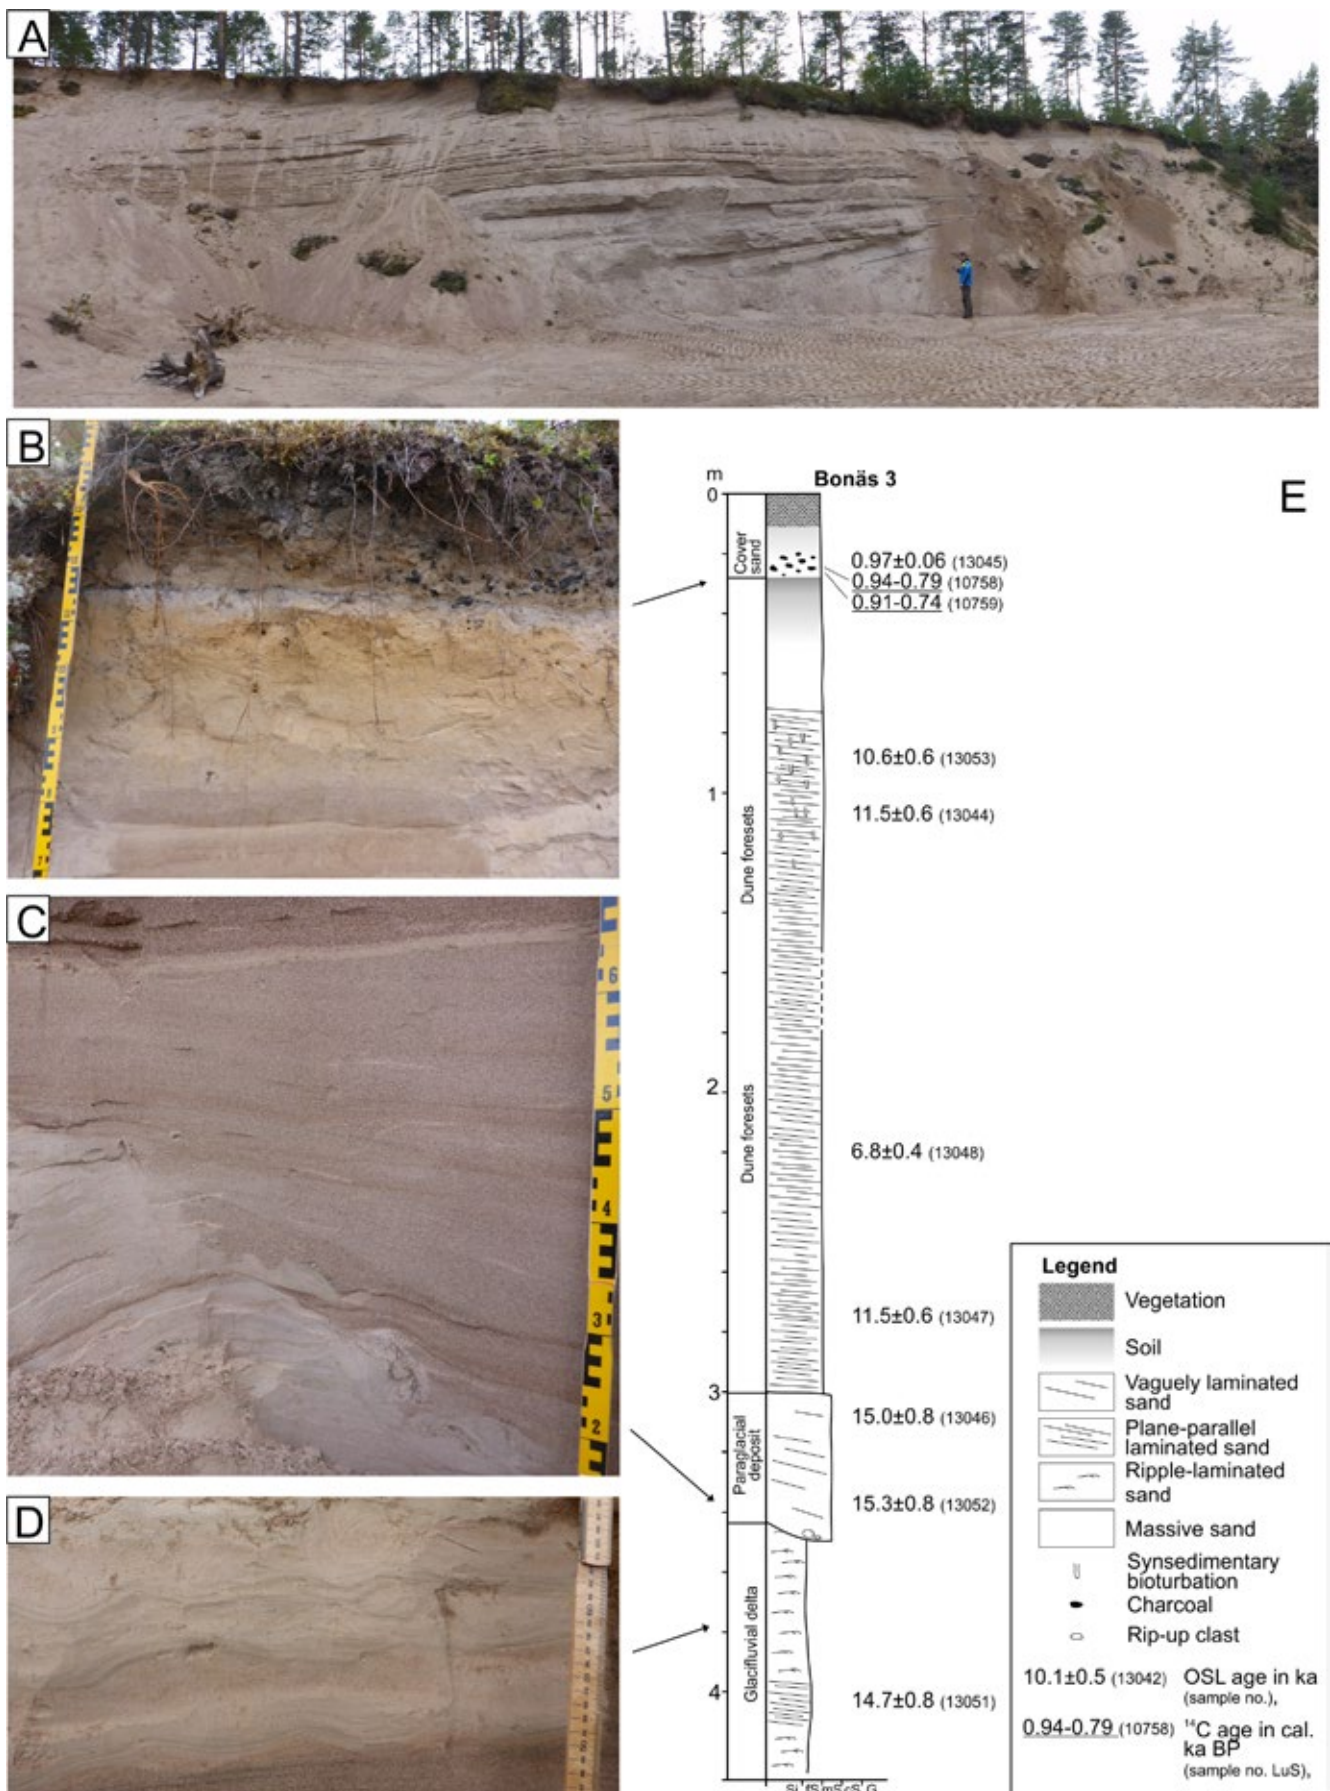 A
B
C
D
E
m
Bonäs 3
0
1
2
3
4
Cover
sand
Dune foresets
Dune foresets
Paraglacial
deposit
Glacifluvial delta
0.97±0.06 (13045)
0.94-0.79 (10758)
0.91-0.74 (10759)
10.6±0.6 (13053)
11.5±0.6 (13044)
6.8±0.4 (13048)
11.5±0.6 (13047)
15.0±0.8 (13046)
15.3±0.8 (13052)
14.7±0.8 (13051)
Si fS mS cS G
6
5
4
3
2
Legend
Vegetation
Soil
Vaguely laminated
sand
Plane-parallel
laminated sand
Ripple-laminated
sand
Massive sand
Synsedimentary
bioturbation
Charcoal
Rip-up clast
10.1±0.5 (13042) OSL age in ka
(sample no.),
0.94-0.79 (10758) ¹⁴C age in cal.
ka BP
(sample no. LuS),